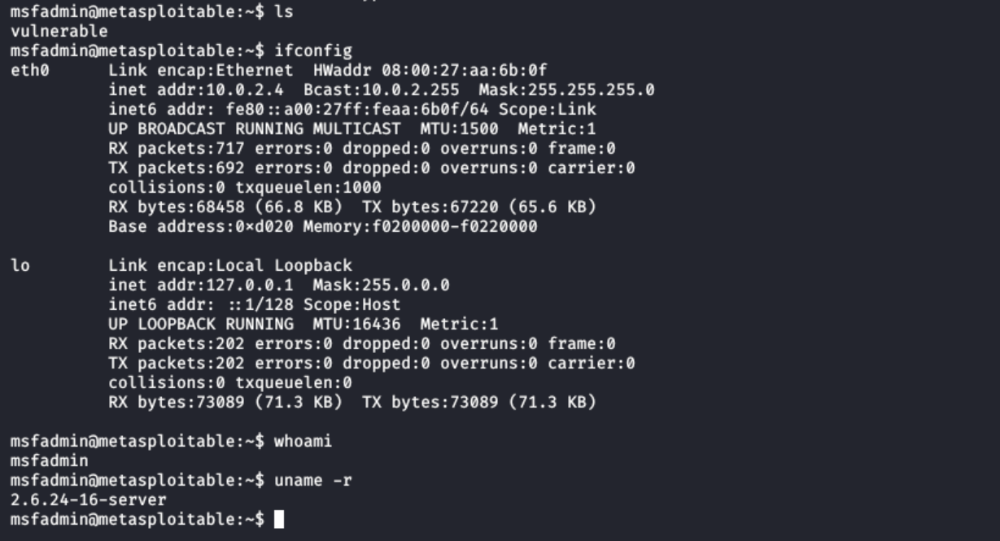 msfadmin@metasploitable:~$ ls
vulnerable
msfadmin@metasploitable:~$ ifconfig
eth0      Link encap:Ethernet  HWaddr 08:00:27:aa:6b:0f
          inet addr:10.0.2.4  Bcast:10.0.2.255  Mask:255.255.255.0
          inet6 addr: fe80::a00:27ff:feaa:6b0f/64 Scope:Link
          UP BROADCAST RUNNING MULTICAST  MTU:1500  Metric:1
          RX packets:717 errors:0 dropped:0 overruns:0 frame:0
          TX packets:692 errors:0 dropped:0 overruns:0 carrier:0
          collisions:0 txqueuelen:1000
          RX bytes:68458 (66.8 KB)  TX bytes:67220 (65.6 KB)
          Base address:0xd020 Memory:f0200000-f0220000

lo        Link encap:Local Loopback
          inet addr:127.0.0.1  Mask:255.0.0.0
          inet6 addr: ::1/128 Scope:Host
          UP LOOPBACK RUNNING  MTU:16436  Metric:1
          RX packets:202 errors:0 dropped:0 overruns:0 frame:0
          TX packets:202 errors:0 dropped:0 overruns:0 carrier:0
          collisions:0 txqueuelen:0
          RX bytes:73089 (71.3 KB)  TX bytes:73089 (71.3 KB)

msfadmin@metasploitable:~$ whoami
msfadmin
msfadmin@metasploitable:~$ uname -r
2.6.24-16-server
msfadmin@metasploitable:~$